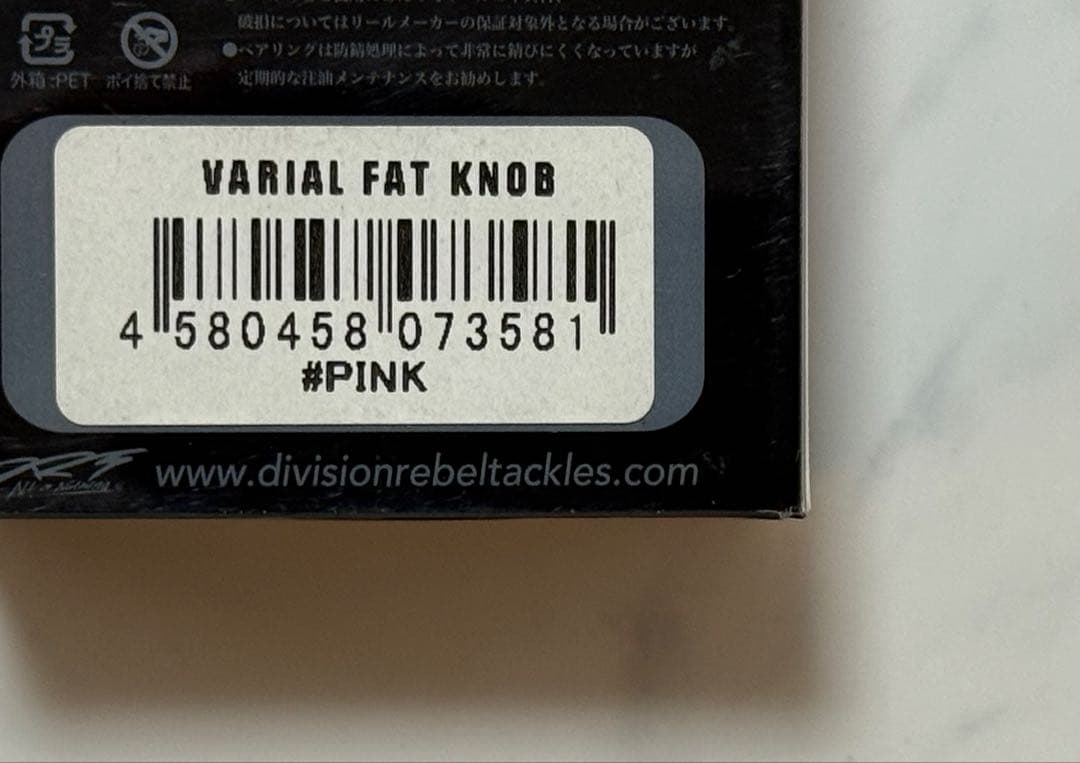 破損についてはリールメーカーの保証対象外となる場合がございます。
●ベアリングは防錆処理によって非常に錆びにくくなっていますが
定期的な注油メンテナンスをお勧めします。
プラ
外箱:PET ポイ捨て禁止
VARIAL FAT KNOB
4 580458 073581
#PINK
www.divisionrebeltackles.com